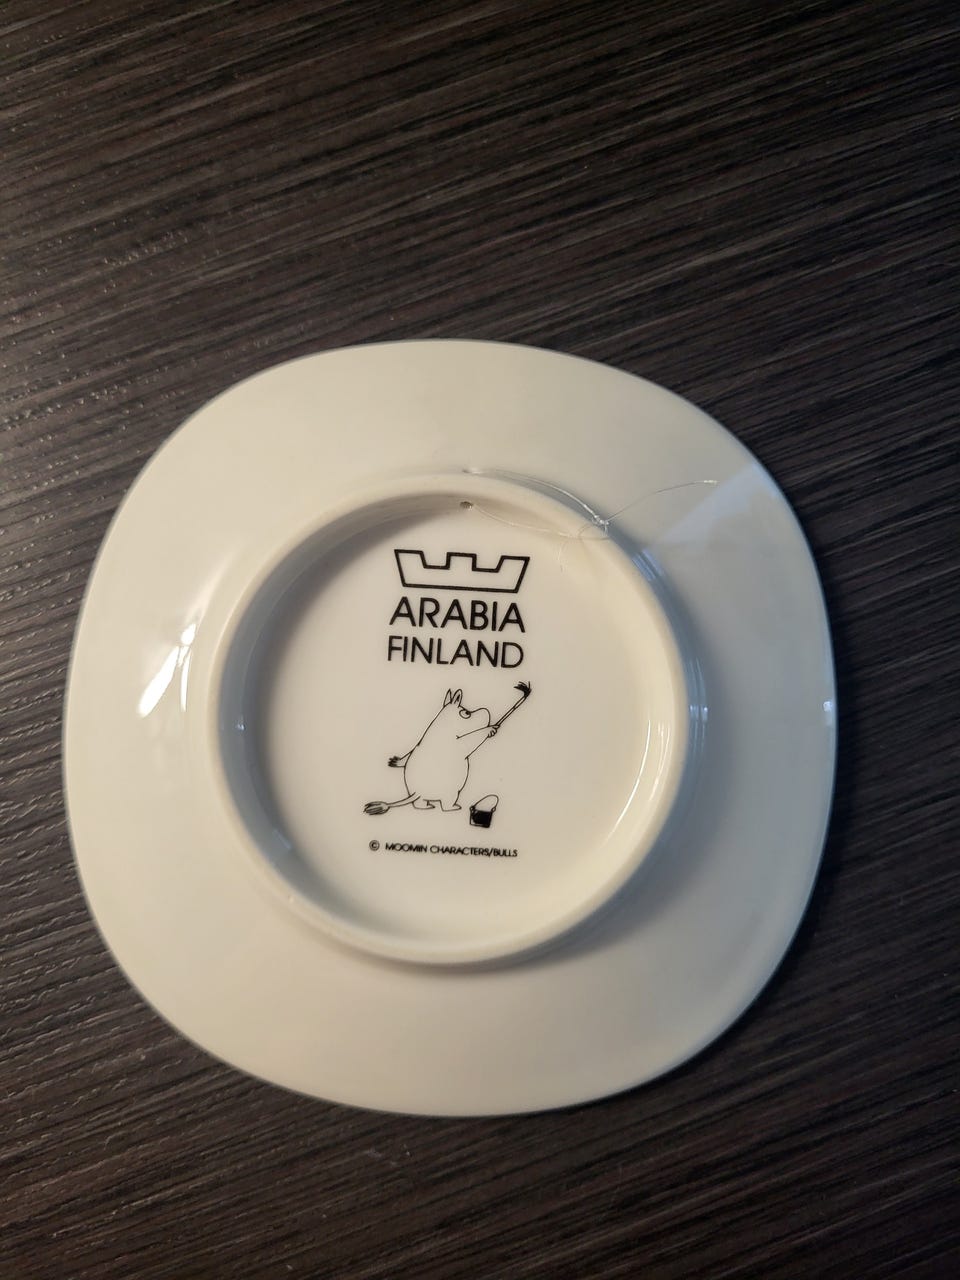 ARABIA
FINLAND
© MOOMIN CHARACTERS/BULLS